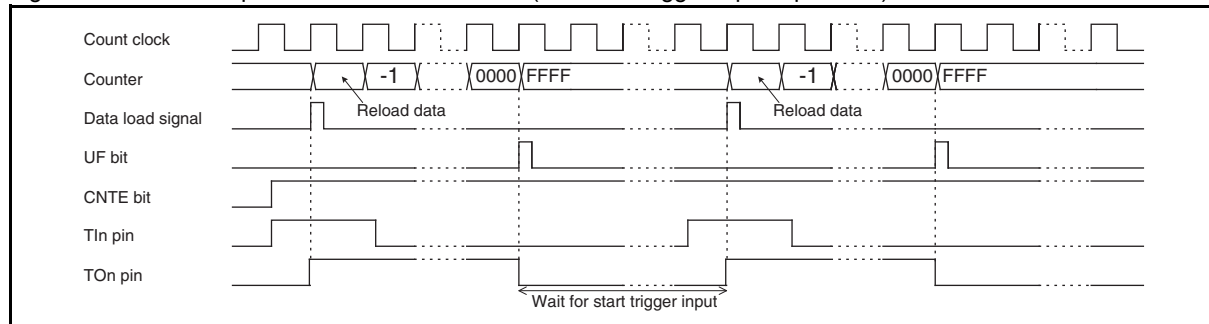 Count clock
Counter -1 0000 FFFF -1 0000 FFFF
Reload data Reload data
Data load signal
UF bit
CNTE bit
TIn pin
TOn pin
Wait for start trigger input